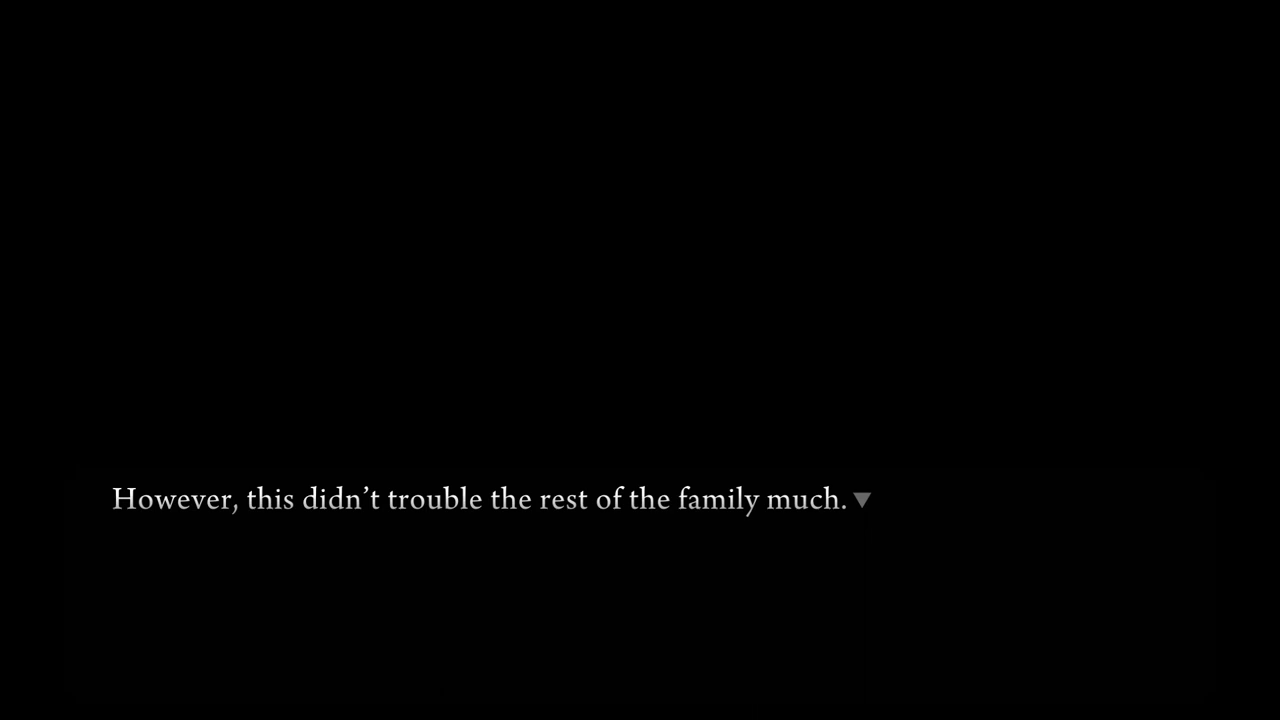 However, this didn’t trouble the rest of the family much.